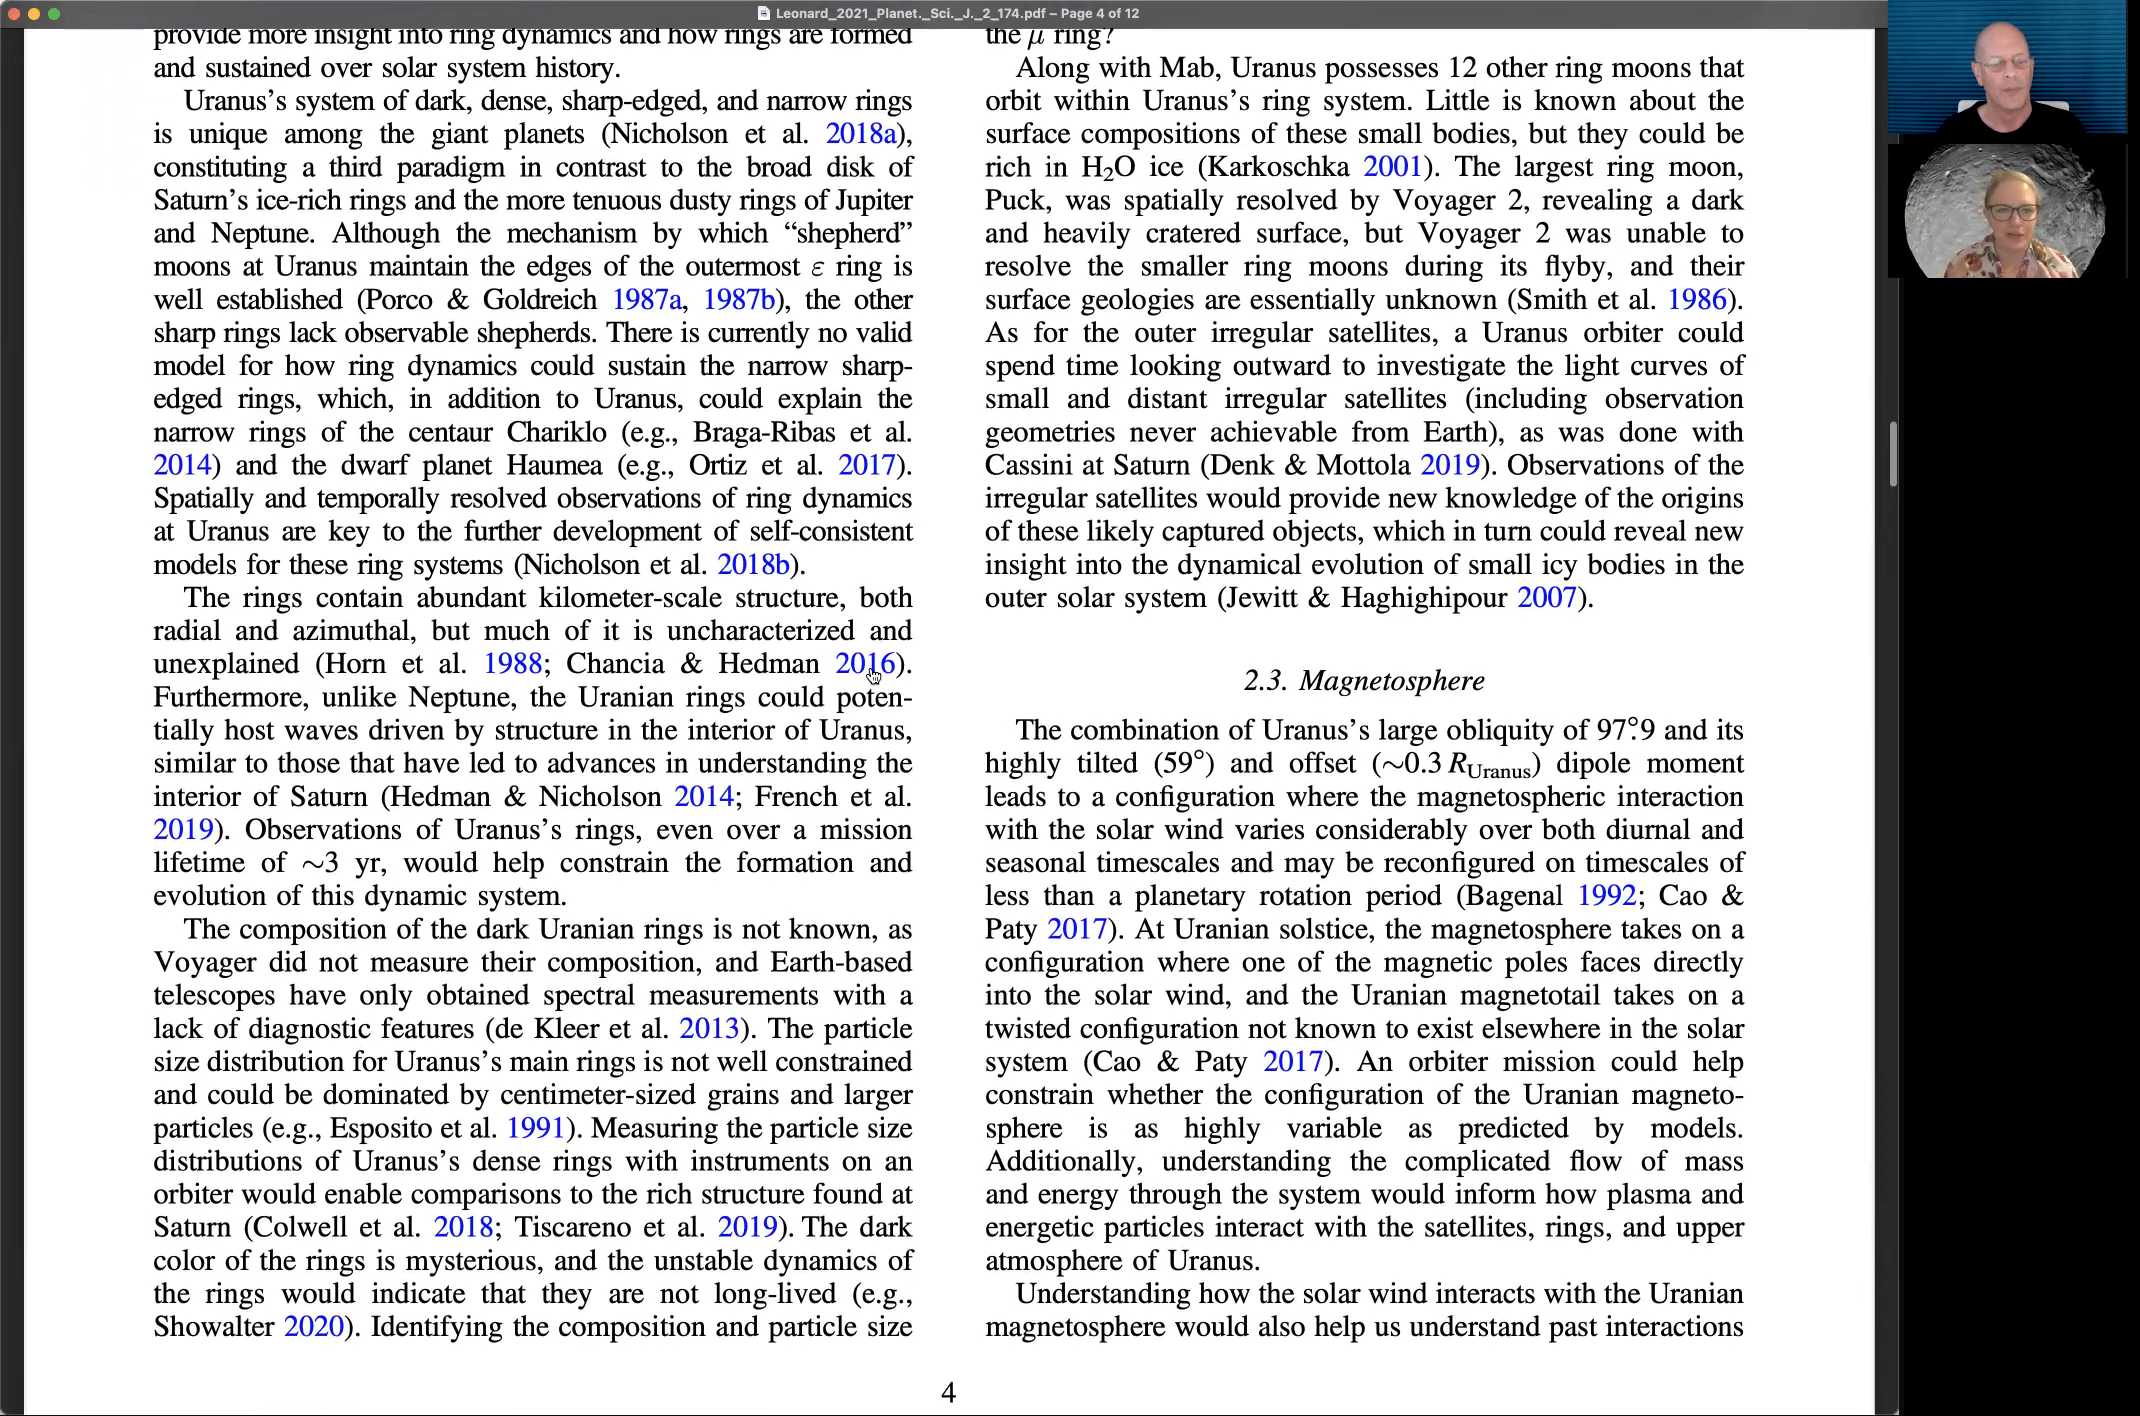 Leonard_2021_Planet._Sci._J._2_174.pdf – Page 4 of 12
provide more insight into ring dynamics and how rings are formed
and sustained over solar system history.
Uranus's system of dark, dense, sharp-edged, and narrow rings
is unique among the giant planets (Nicholson et al. 2018a),
constituting a third paradigm in contrast to the broad disk of
Saturn's ice-rich rings and the more tenuous dusty rings of Jupiter
and Neptune. Although the mechanism by which “shepherd”
moons at Uranus maintain the edges of the outermost ε ring is
well established (Porco & Goldreich 1987a, 1987b), the other
sharp rings lack observable shepherds. There is currently no valid
model for how ring dynamics could sustain the narrow sharp-
edged rings, which, in addition to Uranus, could explain the
narrow rings of the centaur Chariklo (e.g., Braga-Ribas et al.
2014) and the dwarf planet Haumea (e.g., Ortiz et al. 2017).
Spatially and temporally resolved observations of ring dynamics
at Uranus are key to the further development of self-consistent
models for these ring systems (Nicholson et al. 2018b).
The rings contain abundant kilometer-scale structure, both
radial and azimuthal, but much of it is uncharacterized and
unexplained (Horn et al. 1988; Chancia & Hedman 2016).
Furthermore, unlike Neptune, the Uranian rings could poten-
tially host waves driven by structure in the interior of Uranus,
similar to those that have led to advances in understanding the
interior of Saturn (Hedman & Nicholson 2014; French et al.
2019). Observations of Uranus's rings, even over a mission
lifetime of ∼3 yr, would help constrain the formation and
evolution of this dynamic system.
The composition of the dark Uranian rings is not known, as
Voyager did not measure their composition, and Earth-based
telescopes have only obtained spectral measurements with a
lack of diagnostic features (de Kleer et al. 2013). The particle
size distribution for Uranus's main rings is not well constrained
and could be dominated by centimeter-sized grains and larger
particles (e.g., Esposito et al. 1991). Measuring the particle size
distributions of Uranus's dense rings with instruments on an
orbiter would enable comparisons to the rich structure found at
Saturn (Colwell et al. 2018; Tiscareno et al. 2019). The dark
color of the rings is mysterious, and the unstable dynamics of
the rings would indicate that they are not long-lived (e.g.,
Showalter 2020). Identifying the composition and particle size
the μ ring?
Along with Mab, Uranus possesses 12 other ring moons that
orbit within Uranus's ring system. Little is known about the
surface compositions of these small bodies, but they could be
rich in H₂O ice (Karkoschka 2001). The largest ring moon,
Puck, was spatially resolved by Voyager 2, revealing a dark
and heavily cratered surface, but Voyager 2 was unable to
resolve the smaller ring moons during its flyby, and their
surface geologies are essentially unknown (Smith et al. 1986).
As for the outer irregular satellites, a Uranus orbiter could
spend time looking outward to investigate the light curves of
small and distant irregular satellites (including observation
geometries never achievable from Earth), as was done with
Cassini at Saturn (Denk & Mottola 2019). Observations of the
irregular satellites would provide new knowledge of the origins
of these likely captured objects, which in turn could reveal new
insight into the dynamical evolution of small icy bodies in the
outer solar system (Jewitt & Haghighipour 2007).
2.3. Magnetosphere
The combination of Uranus's large obliquity of 97°.9 and its
highly tilted (59°) and offset (∼0.3 R_Uranus) dipole moment
leads to a configuration where the magnetospheric interaction
with the solar wind varies considerably over both diurnal and
seasonal timescales and may be reconfigured on timescales of
less than a planetary rotation period (Bagenal 1992; Cao &
Paty 2017). At Uranian solstice, the magnetosphere takes on a
configuration where one of the magnetic poles faces directly
into the solar wind, and the Uranian magnetotail takes on a
twisted configuration not known to exist elsewhere in the solar
system (Cao & Paty 2017). An orbiter mission could help
constrain whether the configuration of the Uranian magneto-
sphere is as highly variable as predicted by models.
Additionally, understanding the complicated flow of mass
and energy through the system would inform how plasma and
energetic particles interact with the satellites, rings, and upper
atmosphere of Uranus.
Understanding how the solar wind interacts with the Uranian
magnetosphere would also help us understand past interactions
4